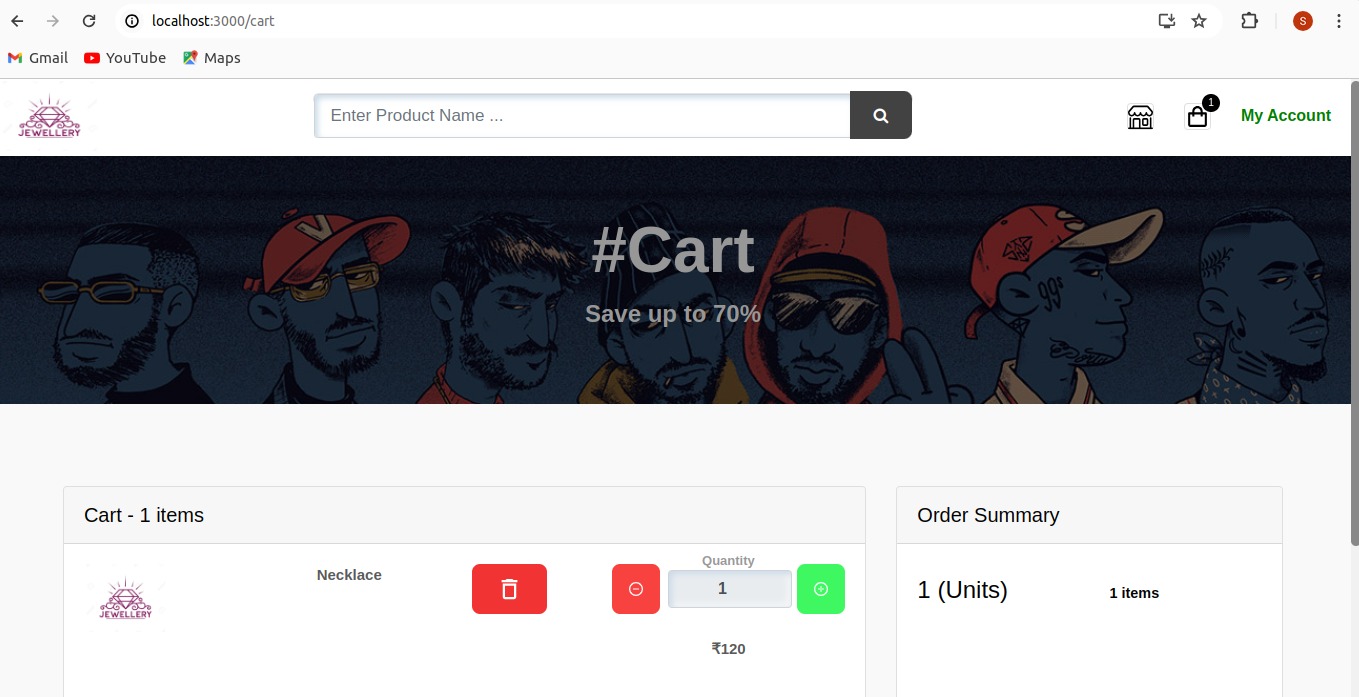 localhost:3000/cart
S
Gmail YouTube Maps
JEWELLERY
Enter Product Name ...
1
My Account
#Cart
Save up to 70%
V
99s
Cart - 1 items
Order Summary
JEWELLERY
Necklace
Quantity
1
₹120
1 (Units)
1 items